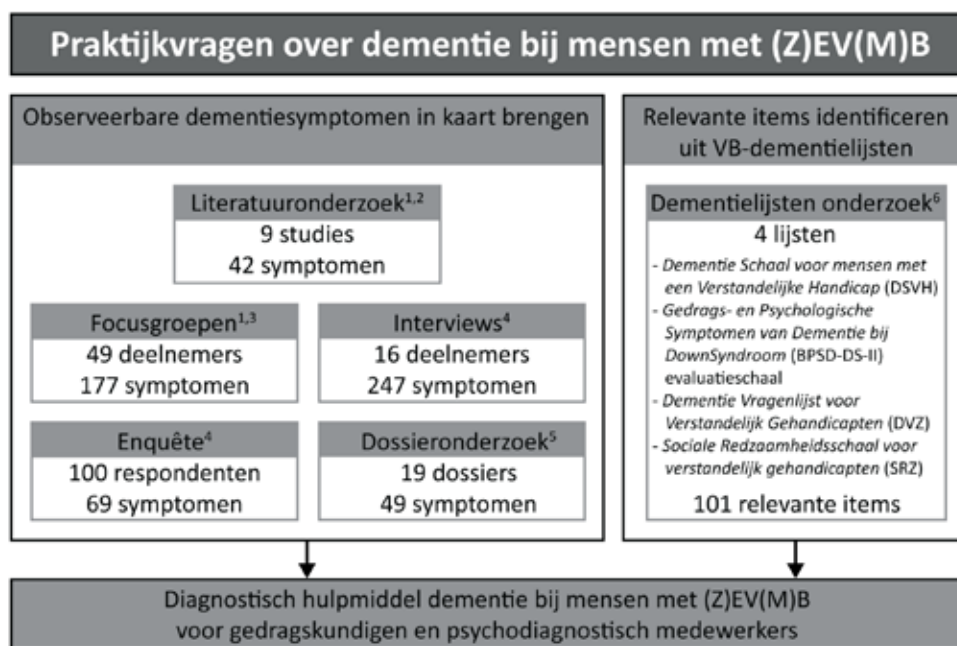 Praktijkvragen over dementie bij mensen met (Z)EV(M)B
Observeerbare dementiesymptomen in kaart brengen
Literatuuronderzoek1,2
9 studies
42 symptomen
Focusgroepen1,3
49 deelnemers
177 symptomen
Interviews4
16 deelnemers
247 symptomen
Enquête4
100 respondenten
69 symptomen
Dossieronderzoek5
19 dossiers
49 symptomen
Relevante items identificeren
uit VB-dementielijsten
Dementielijsten onderzoek6
4 lijsten
- Dementie Schaal voor mensen met
een Verstandelijke Handicap (DSVH)
- Gedrags- en Psychologische
Symptomen van Dementie bij
DownSyndroom (BPSD-DS-II)
evaluatieschaal
- Dementie Vragenlijst voor
Verstandelijk Gehandicapten (DVZ)
- Sociale Redzaamheidsschaal voor
verstandelijk gehandicapten (SRZ)
101 relevante items
Diagnostisch hulpmiddel dementie bij mensen met (Z)EV(M)B
voor gedragskundigen en psychodiagnostisch medewerkers